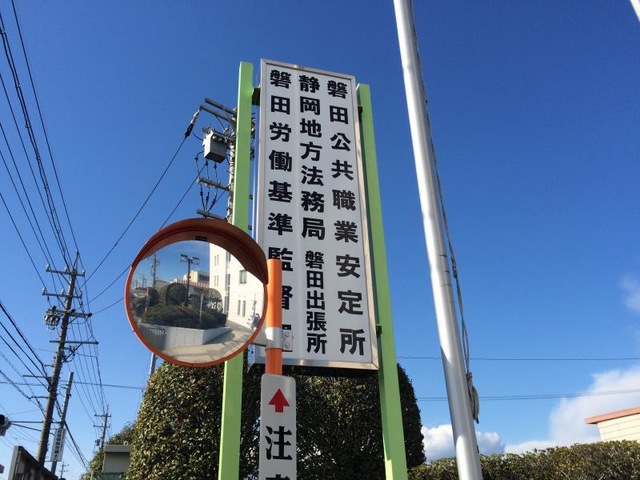 磐田公共職業安定所
静岡地方法務局 磐田出張所
磐田労働基準監督
注